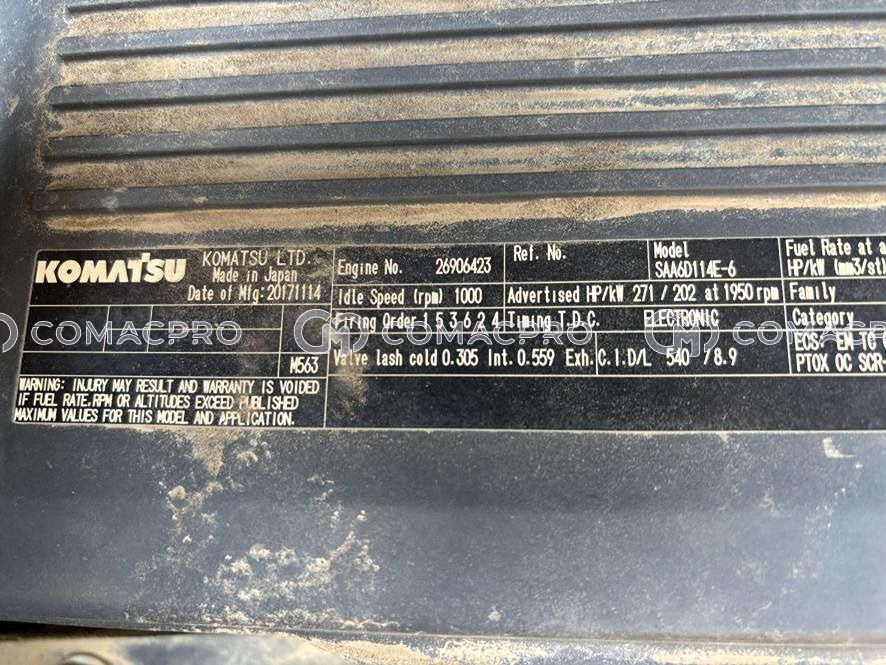 KOMATSU
KOMATSU LTD.
Made in Japan
Date of Mfg:20171114
M563
WARNING: INJURY MAY RESULT AND WARRANTY IS VOIDED
IF FUEL RATE,RPM OR ALTITUDES EXCEED PUBLISHED
MAXIMUM VALUES FOR THIS MODEL AND APPLICATION.
Engine No. 26906423
Ref. No.
Model
SAA6D114E-6
Fuel Rate at a
HP/kW (mm3/st
Idle Speed (rpm) 1000
Advertised HP/kW 271 / 202 at 1950 rpm
Family
Firing Order 1 5 3 6 2 4
Timing T.D.C. ELECTRONIC
Category
Valve lash cold 0.305 Int. 0.559 Exh.
C.I.D/L 540 / 8.9
ECS: EM TC
PTOX OC SCR-
COMACPRO
COMACPRO
COMACPRO